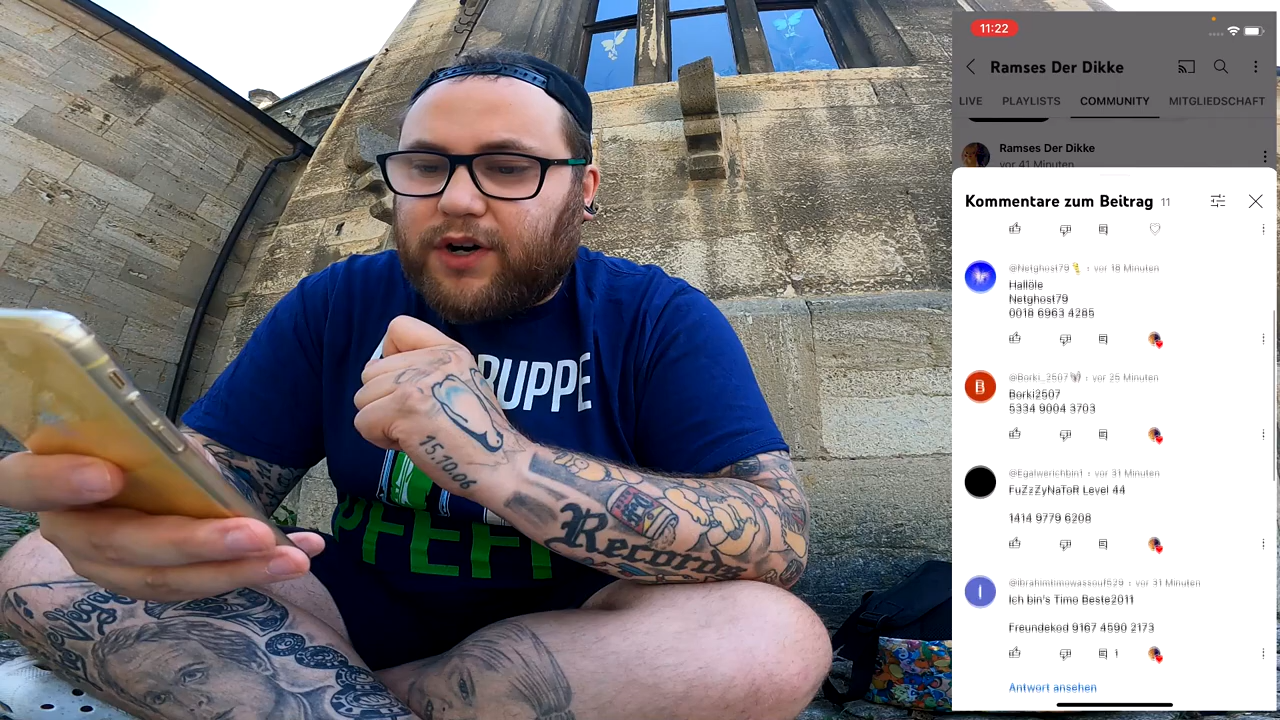 11:22
Ramses Der Dikke
LIVE PLAYLISTS COMMUNITY MITGLIEDSCHAFT
Ramses Der Dikke
vor 41 Minuten
Kommentare zum Beitrag 11
@Netghost79 • vor 18 Minuten
Hallöle
Netghost79
0018 6963 4285
B
@Borki_2507 • vor 25 Minuten
Borki2507
5334 9004 3703
@Egalwerichbin1 • vor 31 Minuten
FuZzZyNaToR Level 44
1414 9779 6208
I
@ibrahimtimowassouf529 • vor 31 Minuten
Ich bin's Timo Beste2011
Freundekod 9167 4590 2173
1
Antwort ansehen
RUPPE
PFEFF
15.10.06
Records